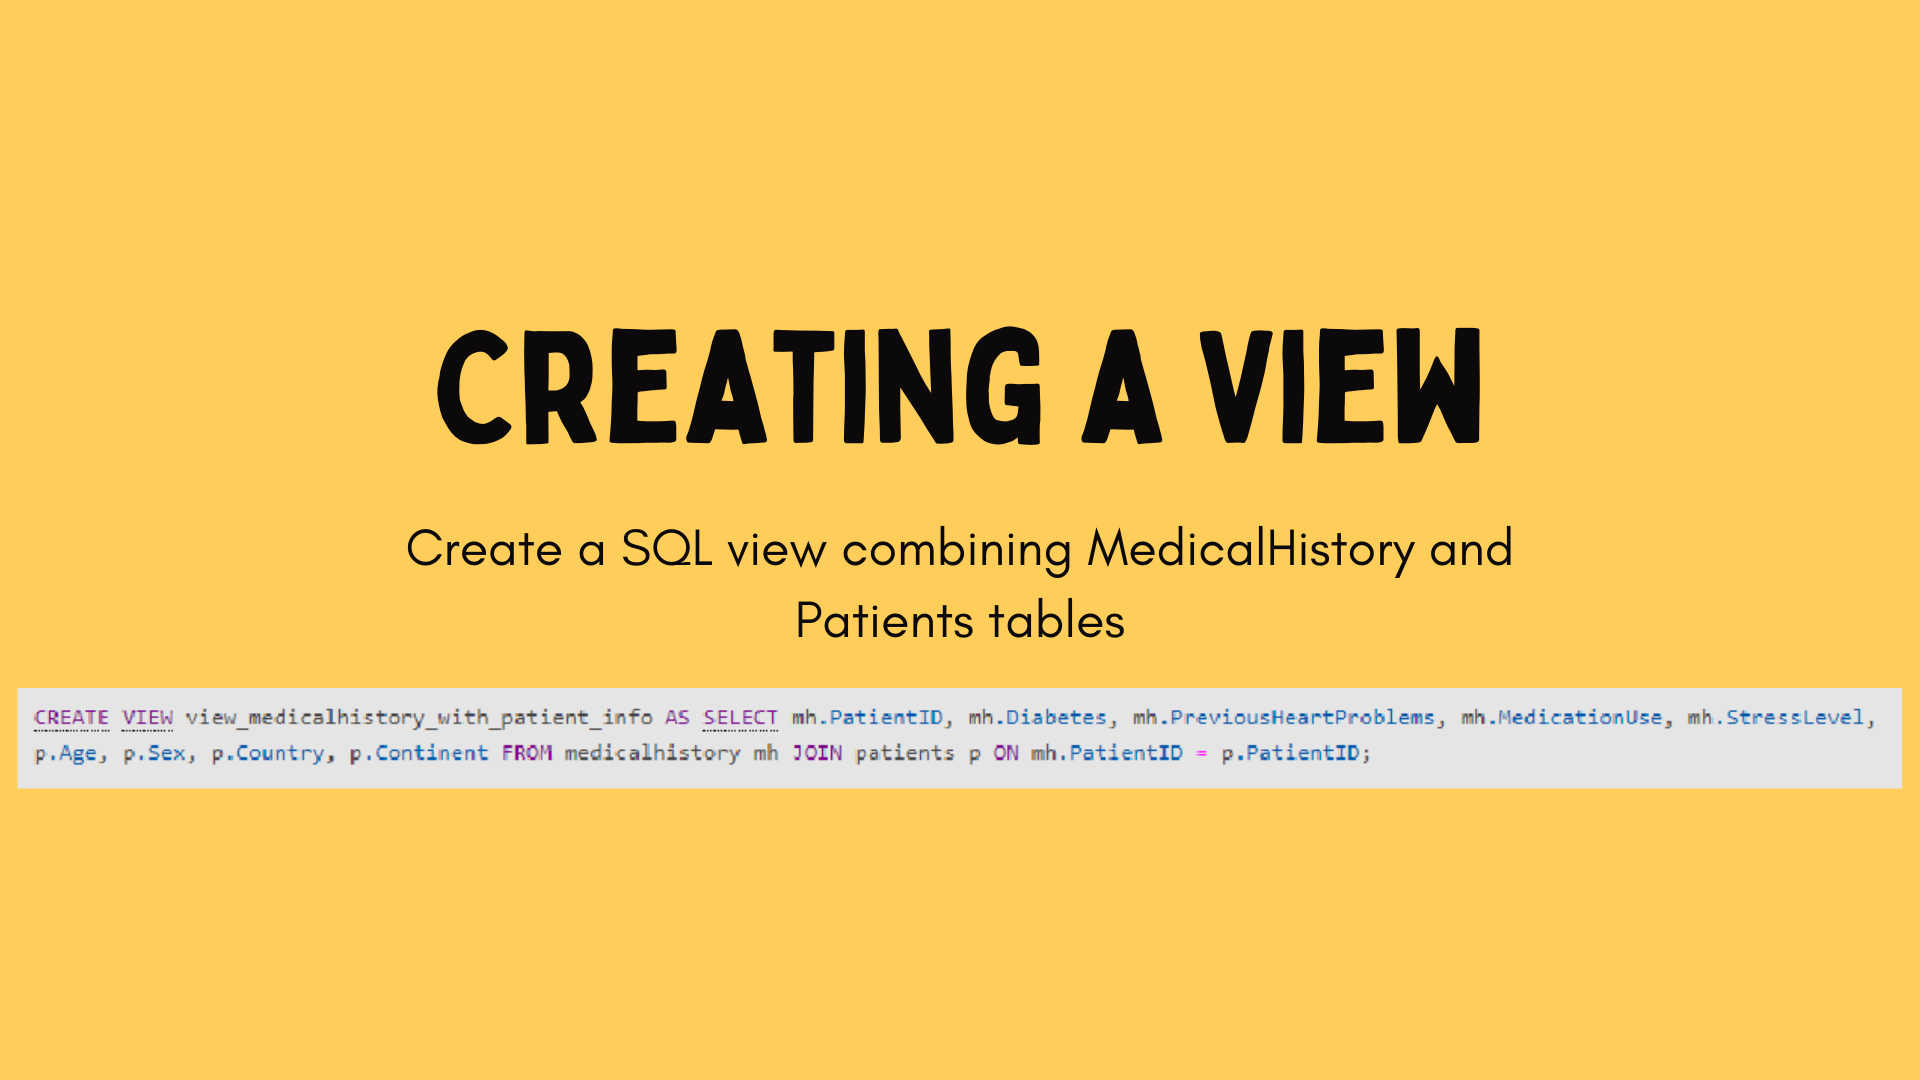 CREATING A VIEW
Create a SQL view combining MedicalHistory and
Patients tables
CREATE VIEW view_medicalhistory_with_patient_info AS SELECT mh.PatientID, mh.Diabetes, mh.PreviousHeartProblems, mh.MedicationUse, mh.StressLevel,
p.Age, p.Sex, p.Country, p.Continent FROM medicalhistory mh JOIN patients p ON mh.PatientID = p.PatientID;